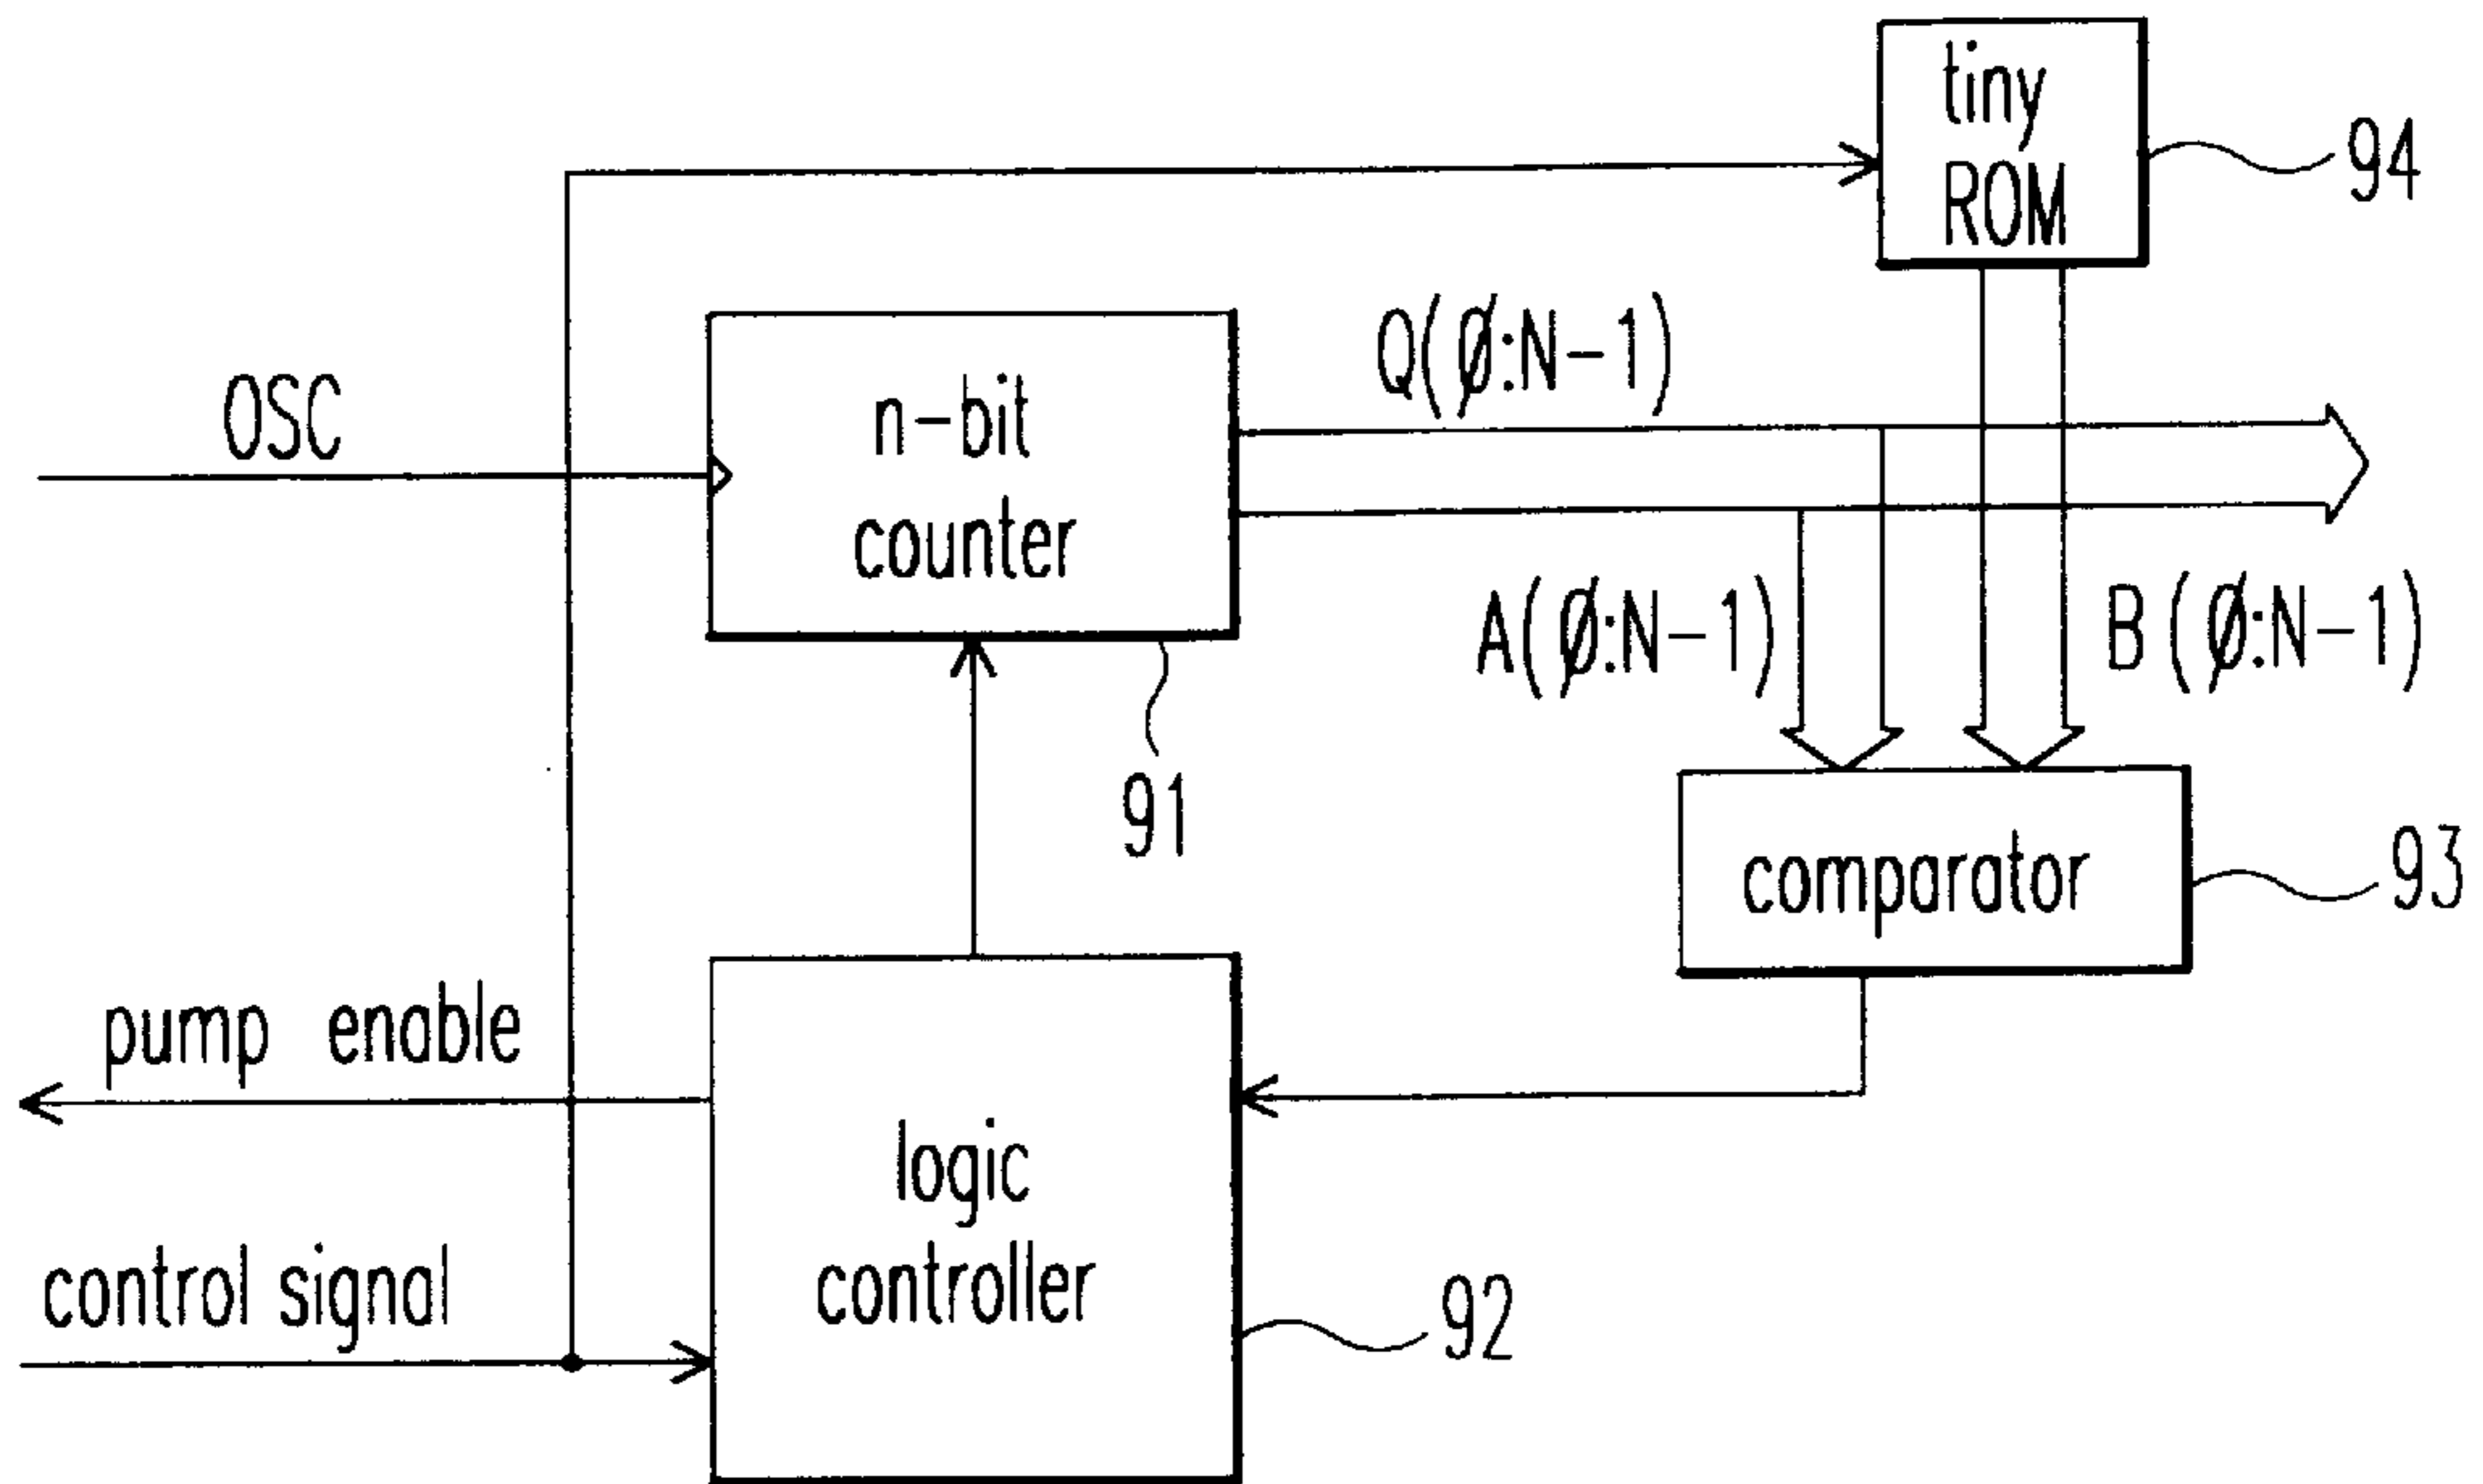 tiny
ROM
94
Q(Ø:N-1)
OSC
n-bit
counter
A(Ø:N-1)
B(Ø:N-1)
91
comparator
93
pump enable
logic
controller
control signal
92